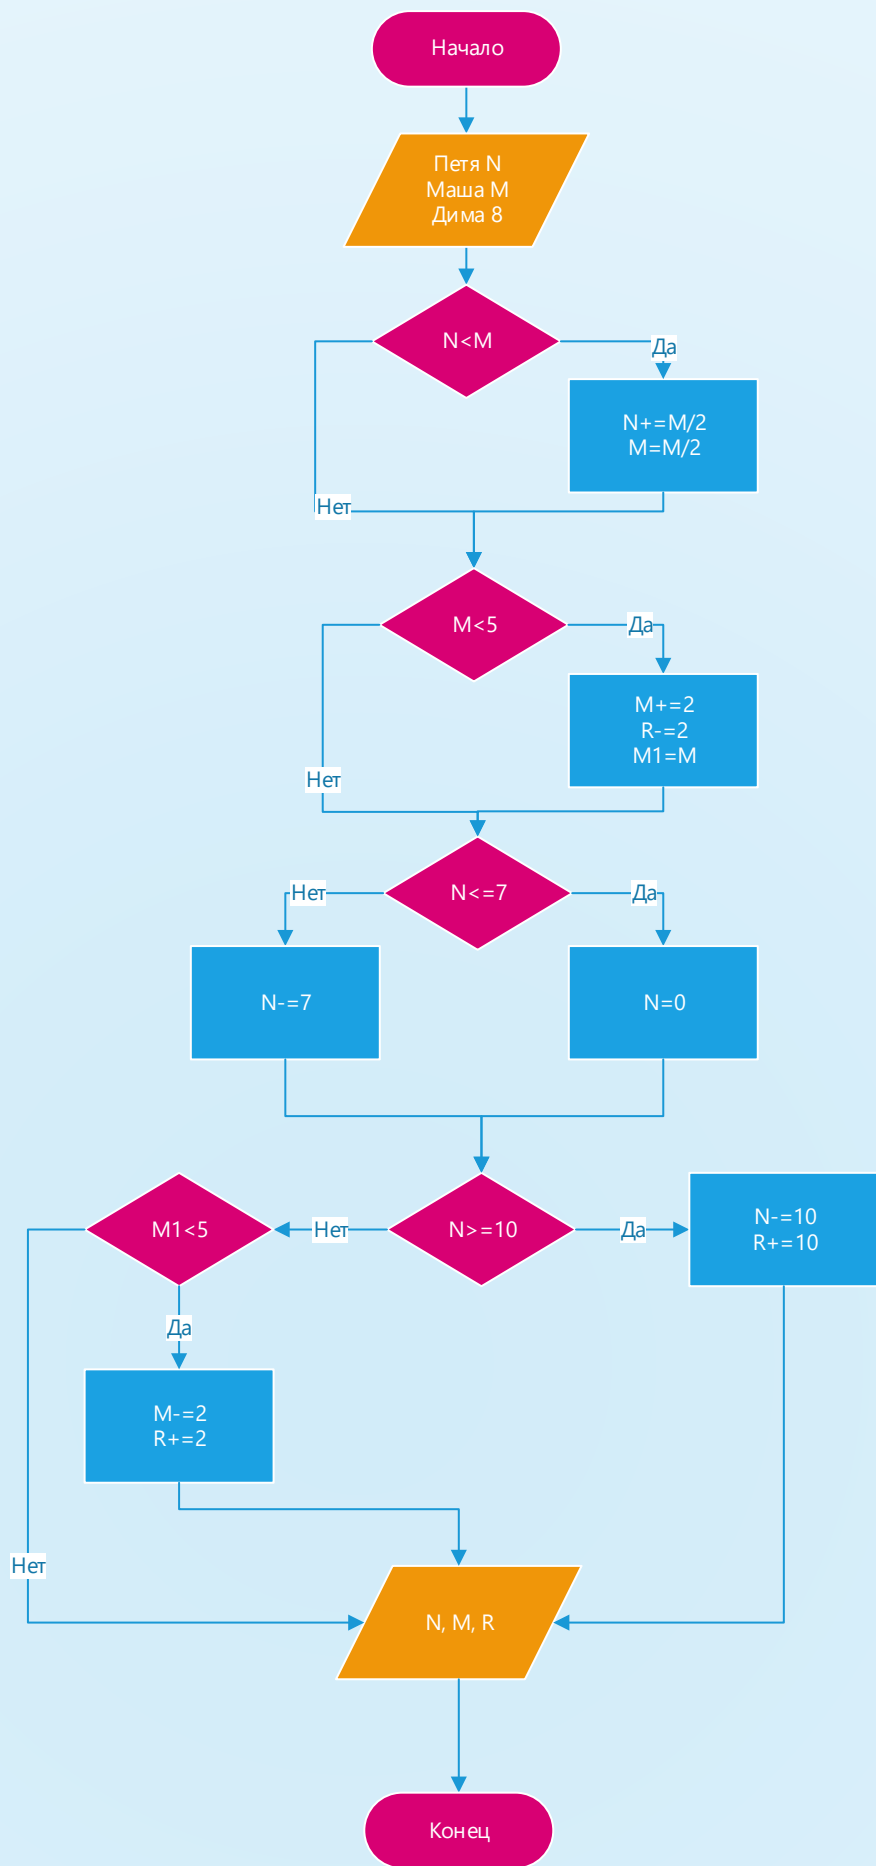 Начало
Петя N
Маша M
Дима 8
N<M
Да
N+=M/2
M=M/2
Нет
M<5
Да
M+=2
R-=2
M1=M
Нет
N<=7
Нет
Да
N-=7
N=0
M1<5
Нет
N>=10
Да
N-=10
R+=10
Да
M-=2
R+=2
Нет
N, M, R
Конец